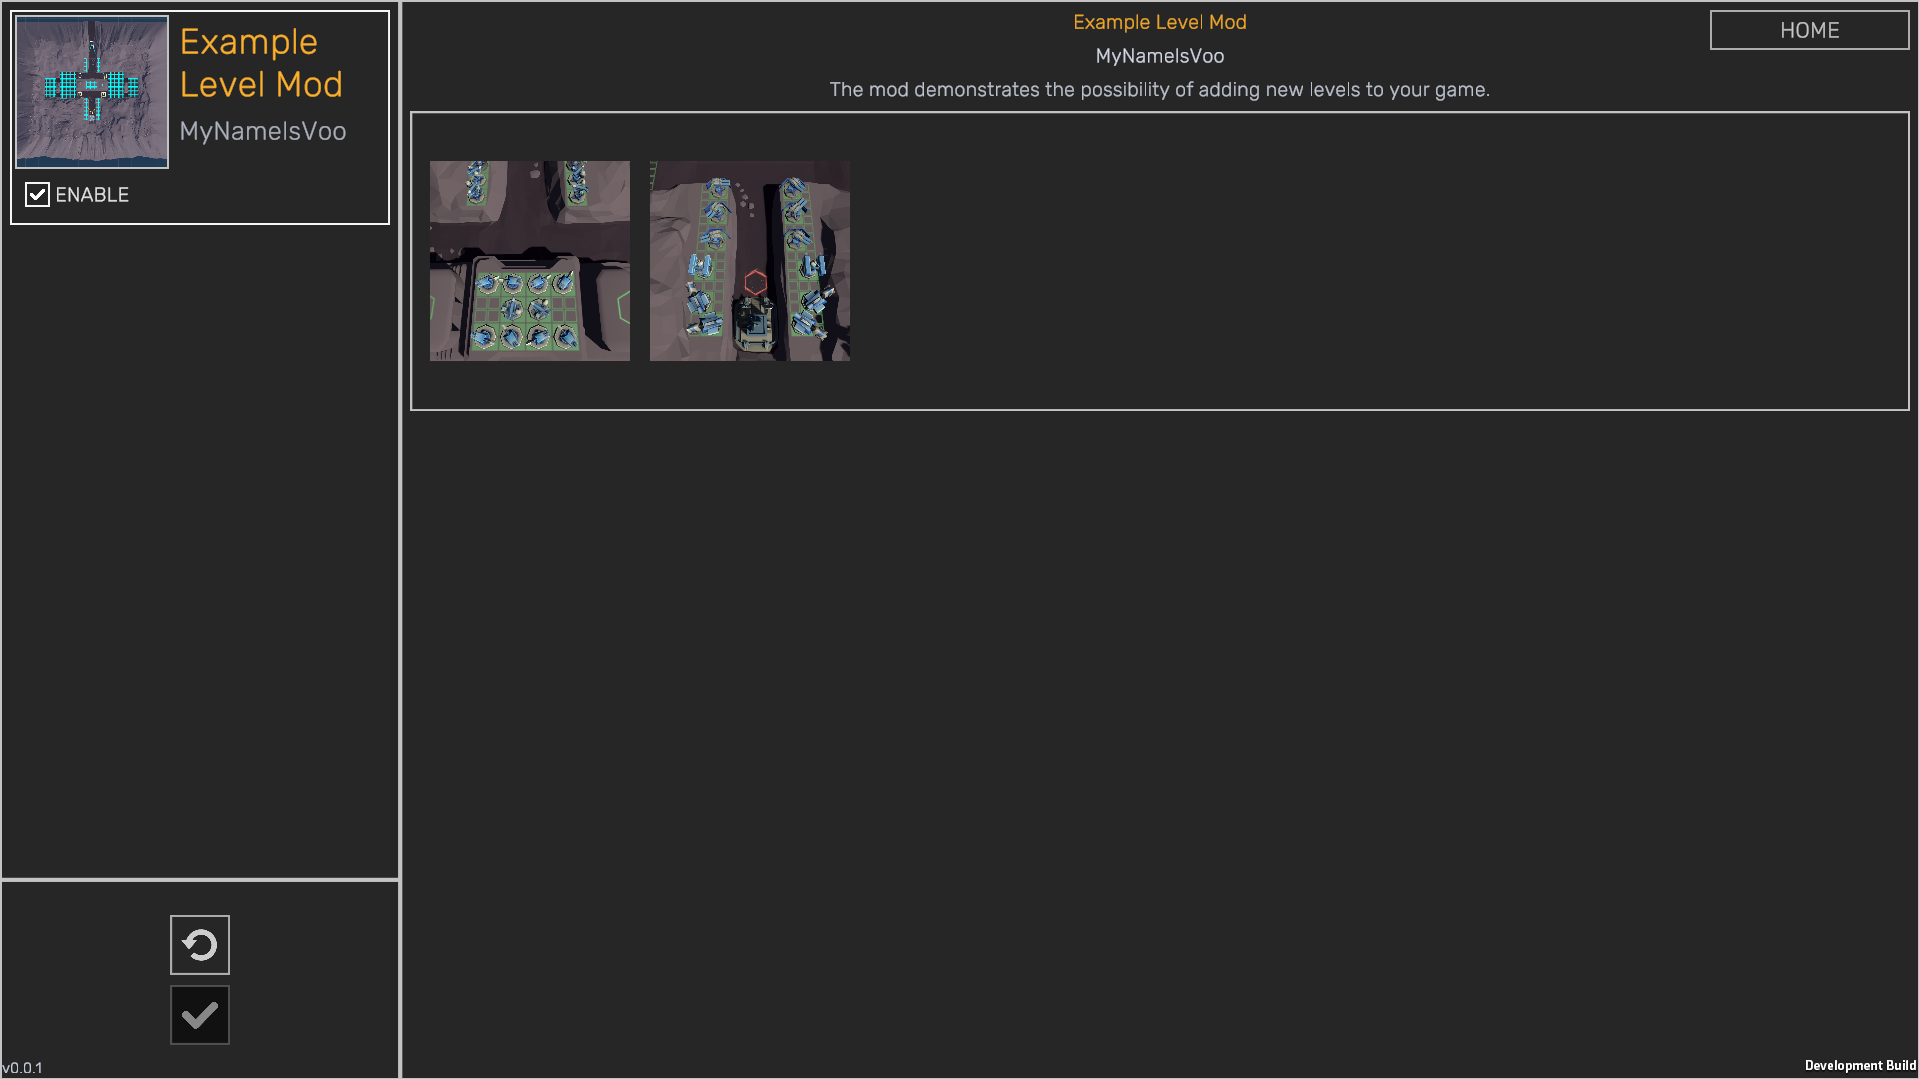 Example
Level Mod
MyNameIsVoo
ENABLE
Example Level Mod
MyNameIsVoo
The mod demonstrates the possibility of adding new levels to your game.
HOME
v0.0.1
Development Build